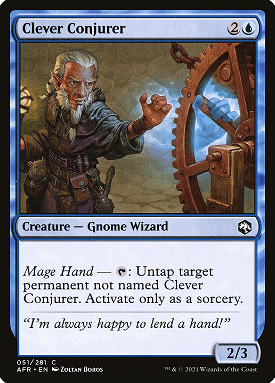 Clever Conjurer 2
Creature — Gnome Wizard
Mage Hand — : Untap target
permanent not named Clever
Conjurer. Activate only as a sorcery.
“I’m always happy to lend a hand!”
2/3
051/281 C
AFR • EN Zoltan Boros
™ & © 2021 Wizards of the Coast